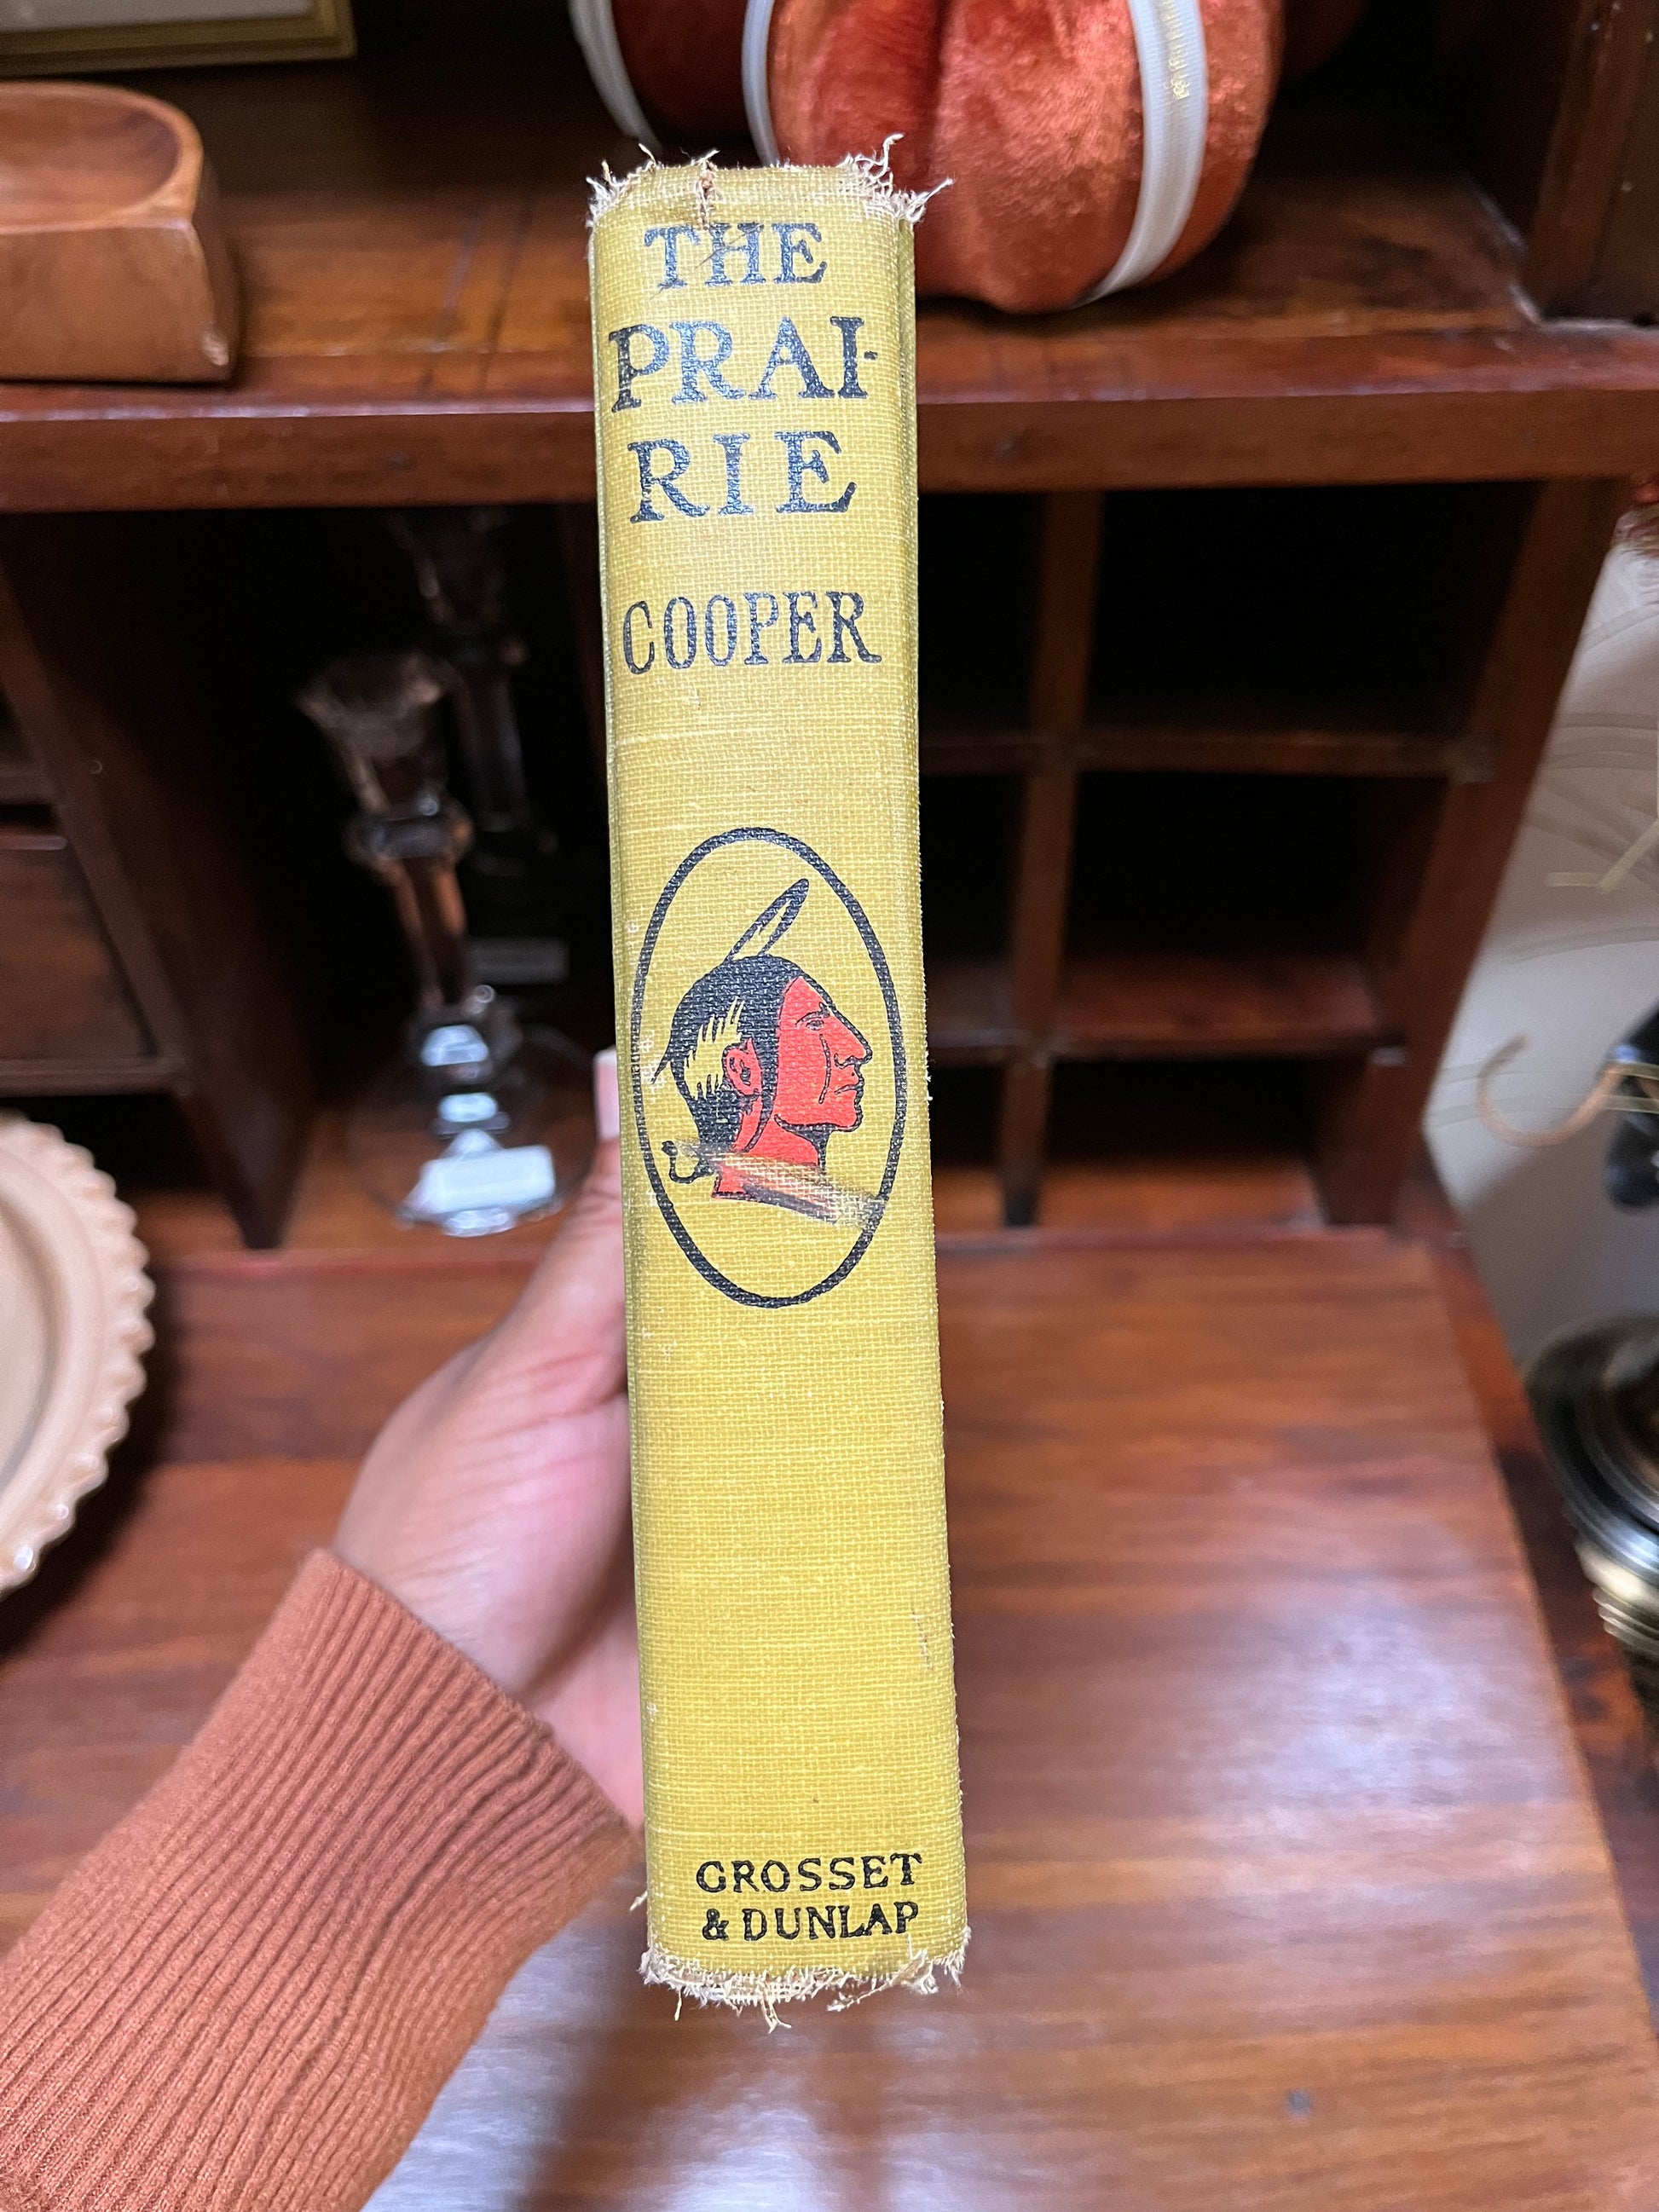 THE
PRAI-
RIE
COOPER
GROSSET
& DUNLAP